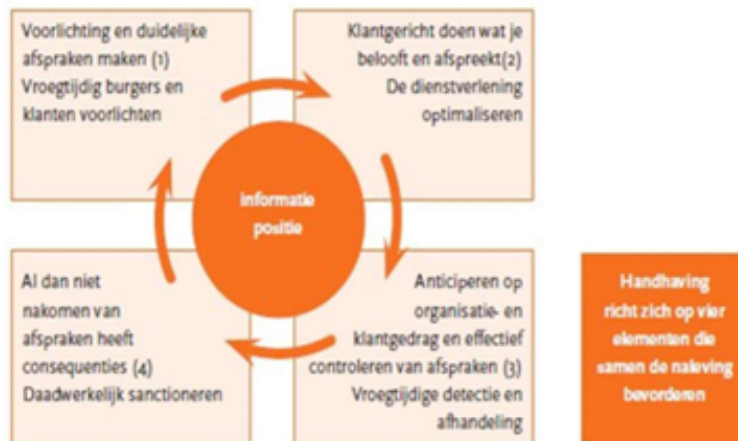 Voorlichting en duidelijke
afspraken maken (1)
Vroegtijdig burgers en
klanten voorlichten
Klantgericht doen wat je
belooft en afspreekt(2)
De dienstverlening
optimaliseren
informatie
positie
Al dan niet
nakomen van
afspraken heeft
consequenties (4)
Daadwerkelijk sanctioneren
Anticiperen op
organisatie- en
klantgedrag en effectief
controleren van afspraken (3)
Vroegtijdige detectie en
afhandeling
Handhaving
richt zich op vier
elementen die
samen de naleving
bevorderen